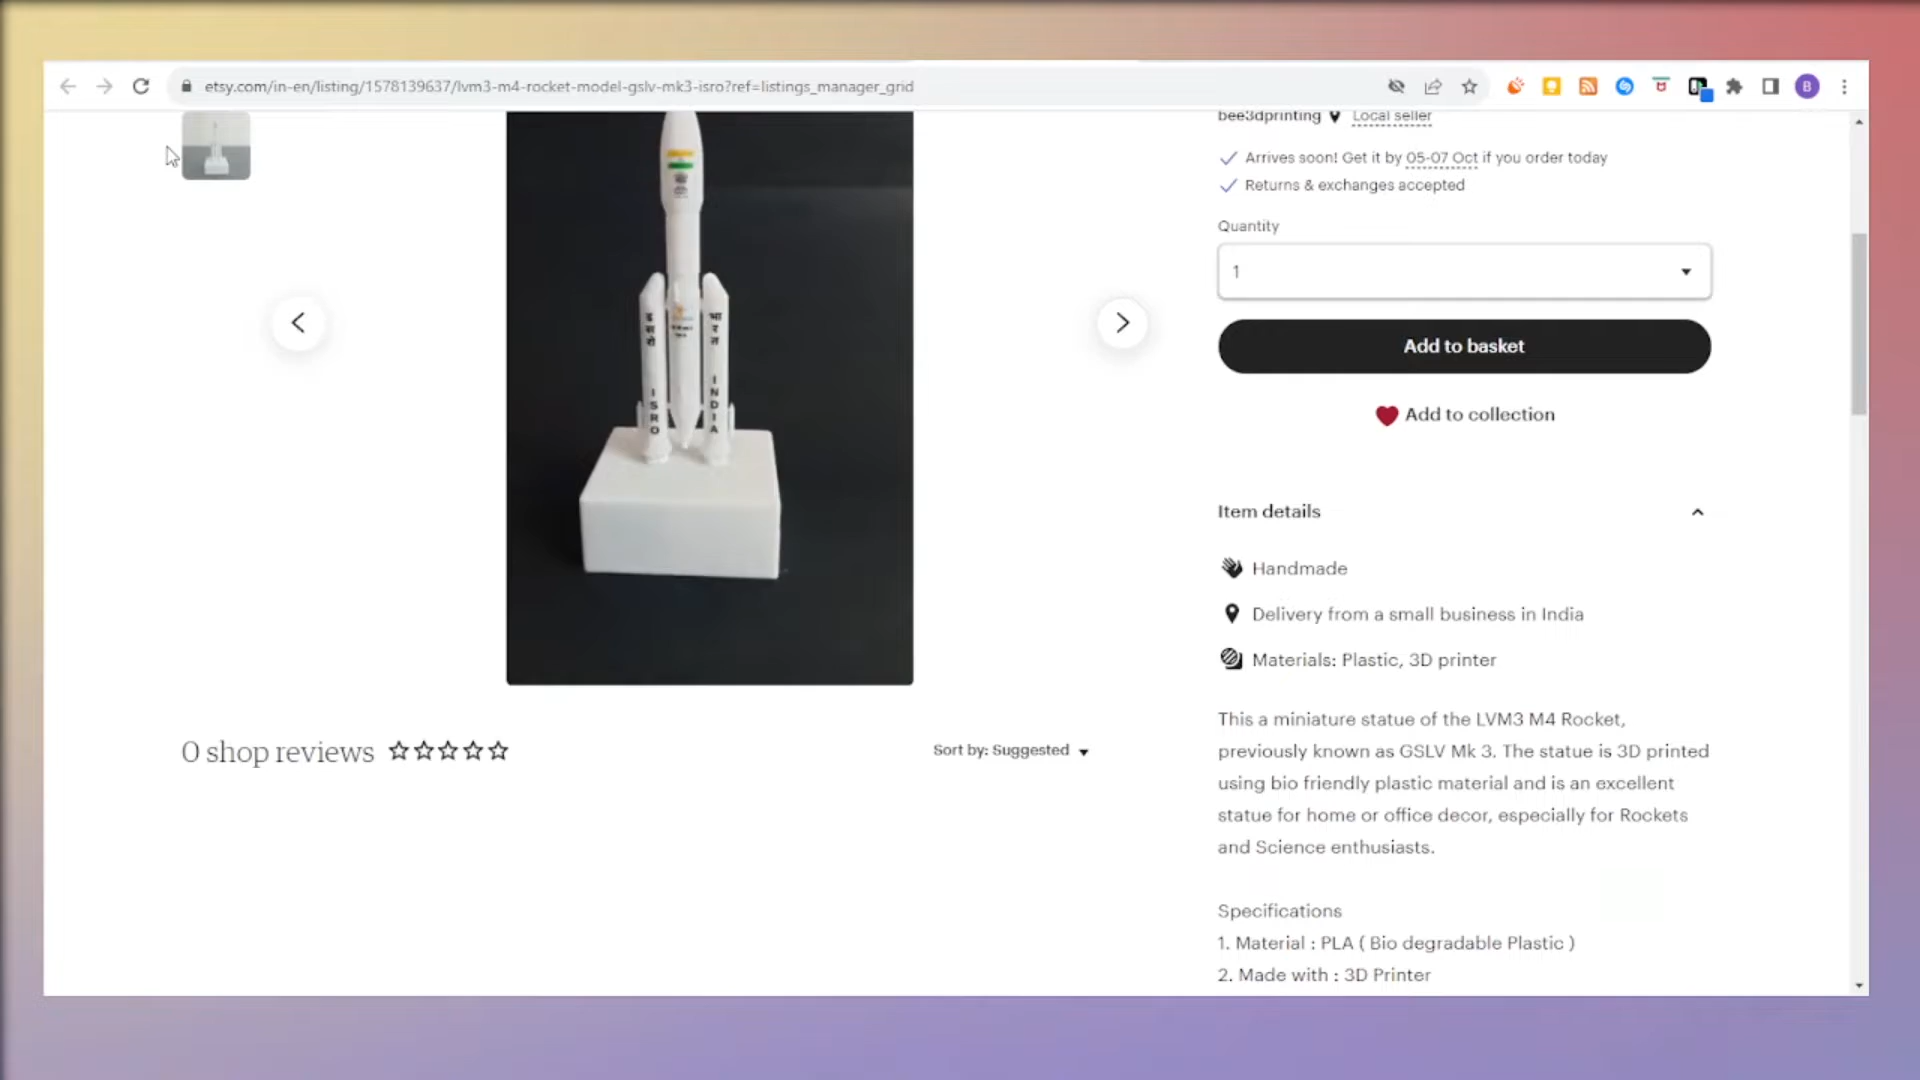 etsy.com/in-en/listing/1578139637/lvm3-m4-rocket-model-gslv-mk3-isro?ref=listings_manager_grid
B
bee3dprinting Local seller
Arrives soon! Get it by 05-07 Oct if you order today
Returns & exchanges accepted
Quantity
1
Add to basket
Add to collection
इसरो
भारत
ISRO
INDIA
Item details
Handmade
Delivery from a small business in India
Materials: Plastic, 3D printer
0 shop reviews
Sort by: Suggested
This a miniature statue of the LVM3 M4 Rocket,
previously known as GSLV Mk 3. The statue is 3D printed
using bio friendly plastic material and is an excellent
statue for home or office decor, especially for Rockets
and Science enthusiasts.
Specifications
1. Material : PLA ( Bio degradable Plastic )
2. Made with : 3D Printer